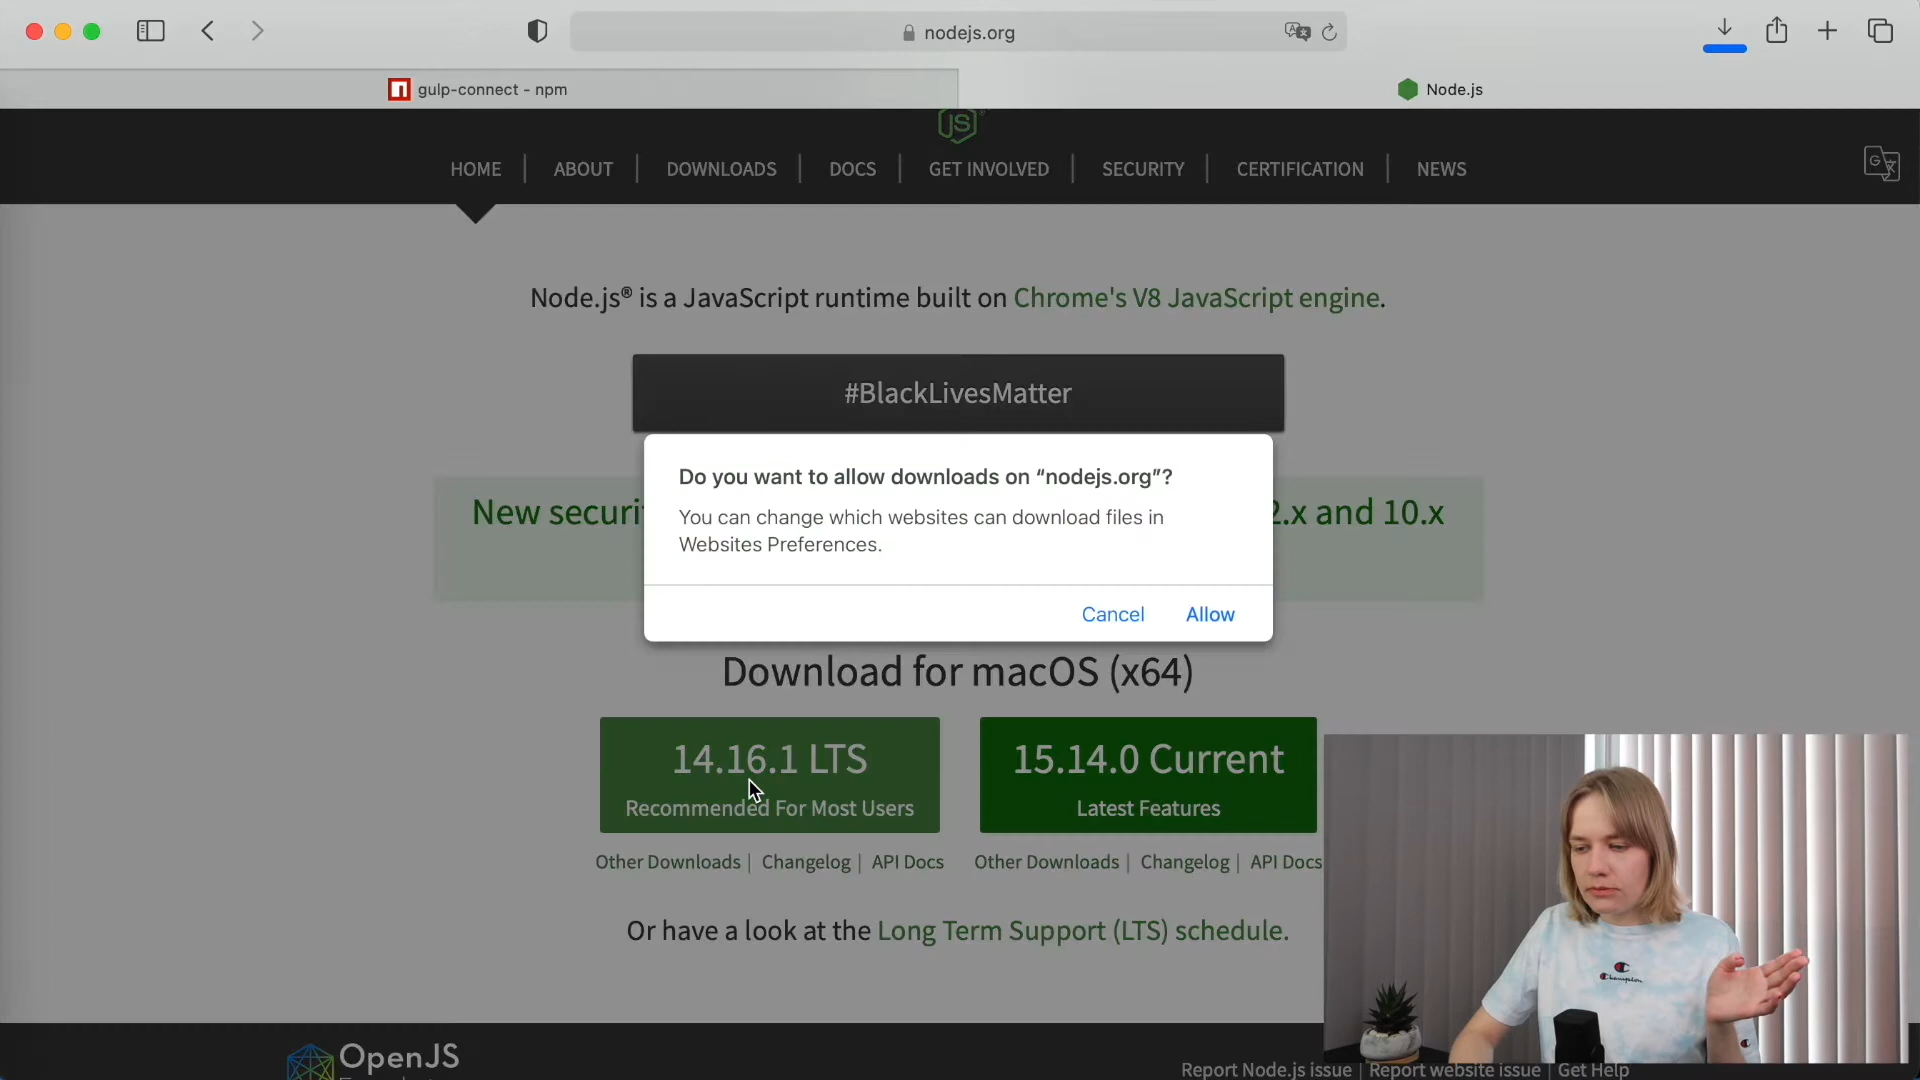 nodejs.org
gulp-connect - npm
Node.js
JS
HOME
ABOUT
DOWNLOADS
DOCS
GET INVOLVED
SECURITY
CERTIFICATION
NEWS
Node.js® is a JavaScript runtime built on Chrome's V8 JavaScript engine.
#BlackLivesMatter
Do you want to allow downloads on “nodejs.org”?
New securi
2.x and 10.x
You can change which websites can download files in
Websites Preferences.
Cancel
Allow
Download for macOS (x64)
14.16.1 LTS
Recommended For Most Users
15.14.0 Current
Latest Features
Other Downloads | Changelog | API Docs
Other Downloads | Changelog | API Docs
Or have a look at the Long Term Support (LTS) schedule.
Champion
OpenJS
Report Node.js issue | Report website issue | Get Help